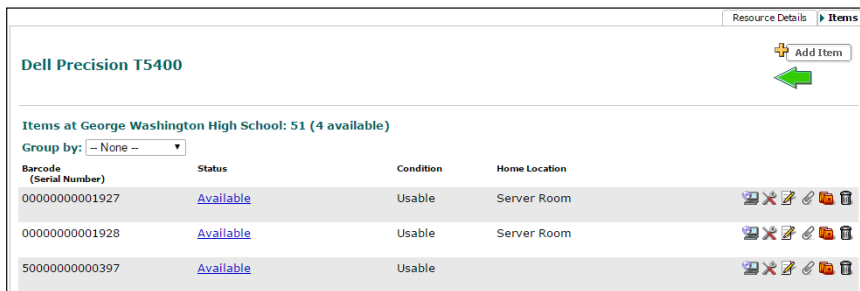 Resource Details Items
Add Item
Dell Precision T5400
Items at George Washington High School: 51 (4 available)
Group by: -- None --
Barcode Status Condition Home Location
(Serial Number)
00000000001927 Available Usable Server Room
00000000001928 Available Usable Server Room
50000000000397 Available Usable